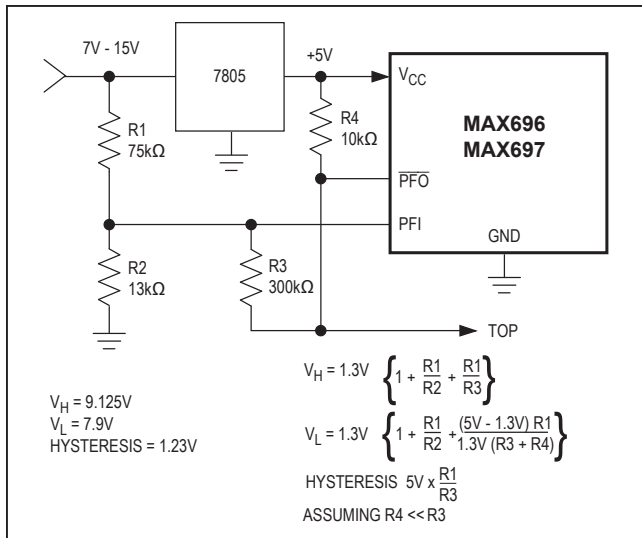 7V - 15V
7805
+5V
VCC
R1
75kΩ
R4
10kΩ
MAX696
MAX697
P̅F̅O̅
PFI
GND
R2
13kΩ
R3
300kΩ
TOP
VH = 9.125V
VL = 7.9V
HYSTERESIS = 1.23V
VH = 1.3V {1 + R1/R2 + R1/R3}
VL = 1.3V {1 + R1/R2 + (5V - 1.3V) R1/1.3V (R3 + R4)}
HYSTERESIS 5V x R1/R3
ASSUMING R4 << R3